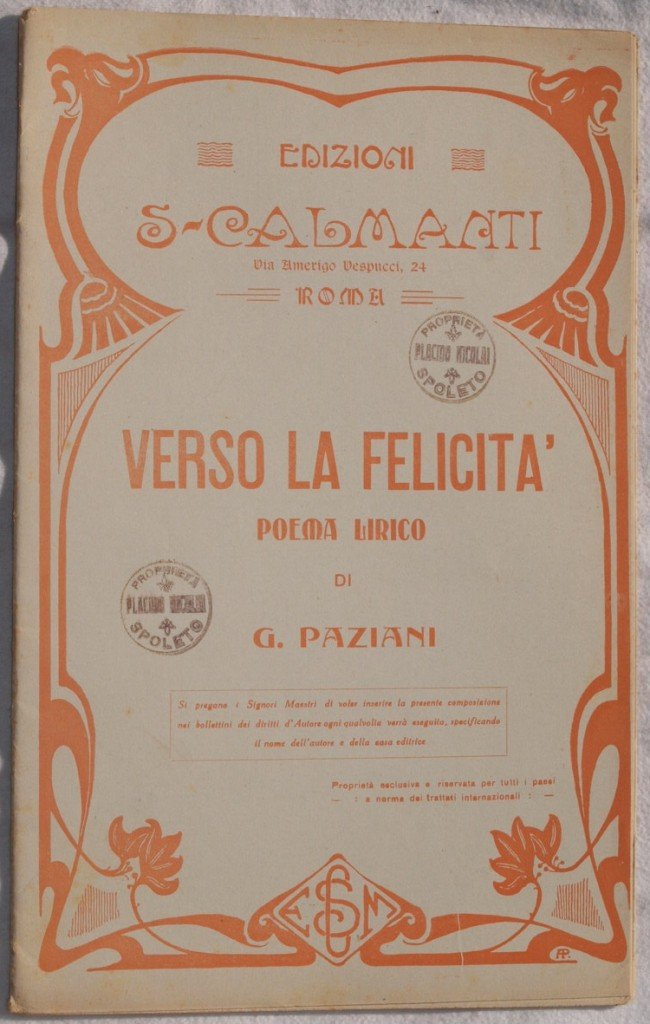 EDIZIONI
S-CALMANTI
Via Amerigo Vespucci, 24
ROMA
PROPRIETÀ
PLACIDO NICOLAI
SPOLETO
VERSO LA FELICITA'
POEMA LIRICO
DI
G. PAZIANI
PROPRIETÀ
PLACIDO NICOLAI
SPOLETO
Si pregano i Signori Maestri di voler inserire la presente composizione
nei bollettini dei diritti d'Autore ogni qualvolta verrà eseguita, specificando
il nome dell'autore e della casa editrice
Proprietà esclusiva e riservata per tutti i paesi
— : a norma dei trattati internazionali : —
ESCM
AP.